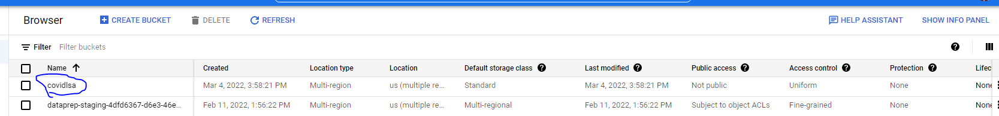 Browser CREATE BUCKET DELETE REFRESH HELP ASSISTANT SHOW INFO PANEL
Filter Filter buckets
Name Created Location type Location Default storage class Last modified Public access Access control Protection Lifec
covidlsa Mar 4, 2022, 3:58:21 PM Multi-region us (multiple re... Standard Mar 4, 2022, 3:58:21 PM Not public Uniform None None
dataprep-staging-4dfd6367-d6e3-46e... Feb 11, 2022, 1:56:22 PM Multi-region us (multiple re... Multi-regional Feb 11, 2022, 1:56:22 PM Subject to object ACLs Fine-grained None None